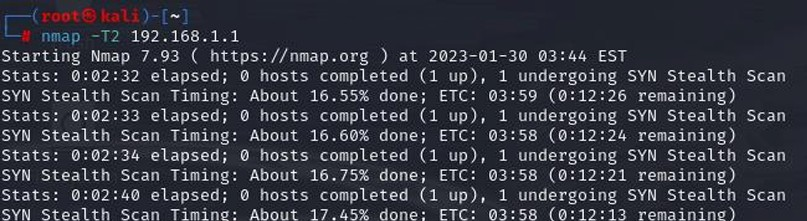 ┌──(root㉿kali)-[~]
└─# nmap -T2 192.168.1.1
Starting Nmap 7.93 ( https://nmap.org ) at 2023-01-30 03:44 EST
Stats: 0:02:32 elapsed; 0 hosts completed (1 up), 1 undergoing SYN Stealth Scan
SYN Stealth Scan Timing: About 16.55% done; ETC: 03:59 (0:12:26 remaining)
Stats: 0:02:33 elapsed; 0 hosts completed (1 up), 1 undergoing SYN Stealth Scan
SYN Stealth Scan Timing: About 16.60% done; ETC: 03:58 (0:12:24 remaining)
Stats: 0:02:34 elapsed; 0 hosts completed (1 up), 1 undergoing SYN Stealth Scan
SYN Stealth Scan Timing: About 16.75% done; ETC: 03:58 (0:12:21 remaining)
Stats: 0:02:40 elapsed; 0 hosts completed (1 up), 1 undergoing SYN Stealth Scan
SYN Stealth Scan Timing: About 17.45% done; ETC: 03:58 (0:12:13 remaining)